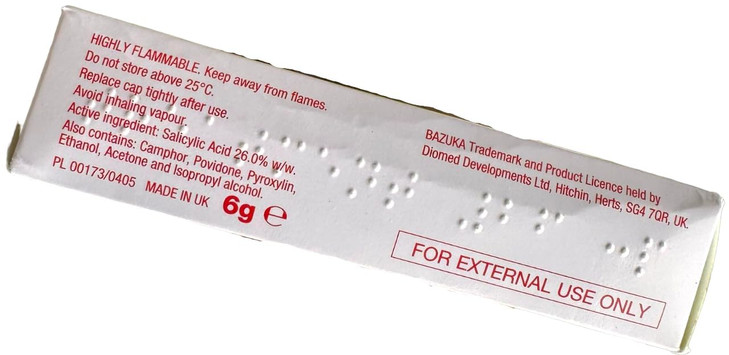 HIGHLY FLAMMABLE. Keep away from flames.
Do not store above 25°C.
Replace cap tightly after use.
Avoid inhaling vapour.
Active ingredient: Salicylic Acid 26.0% w/w.
Also contains: Camphor, Povidone, Pyroxylin,
Ethanol, Acetone and Isopropyl alcohol.
PL 00173/0405 MADE IN UK 6g ℮
BAZUKA Trademark and Product Licence held by
Diomed Developments Ltd, Hitchin, Herts, SG4 7QR, UK.
FOR EXTERNAL USE ONLY